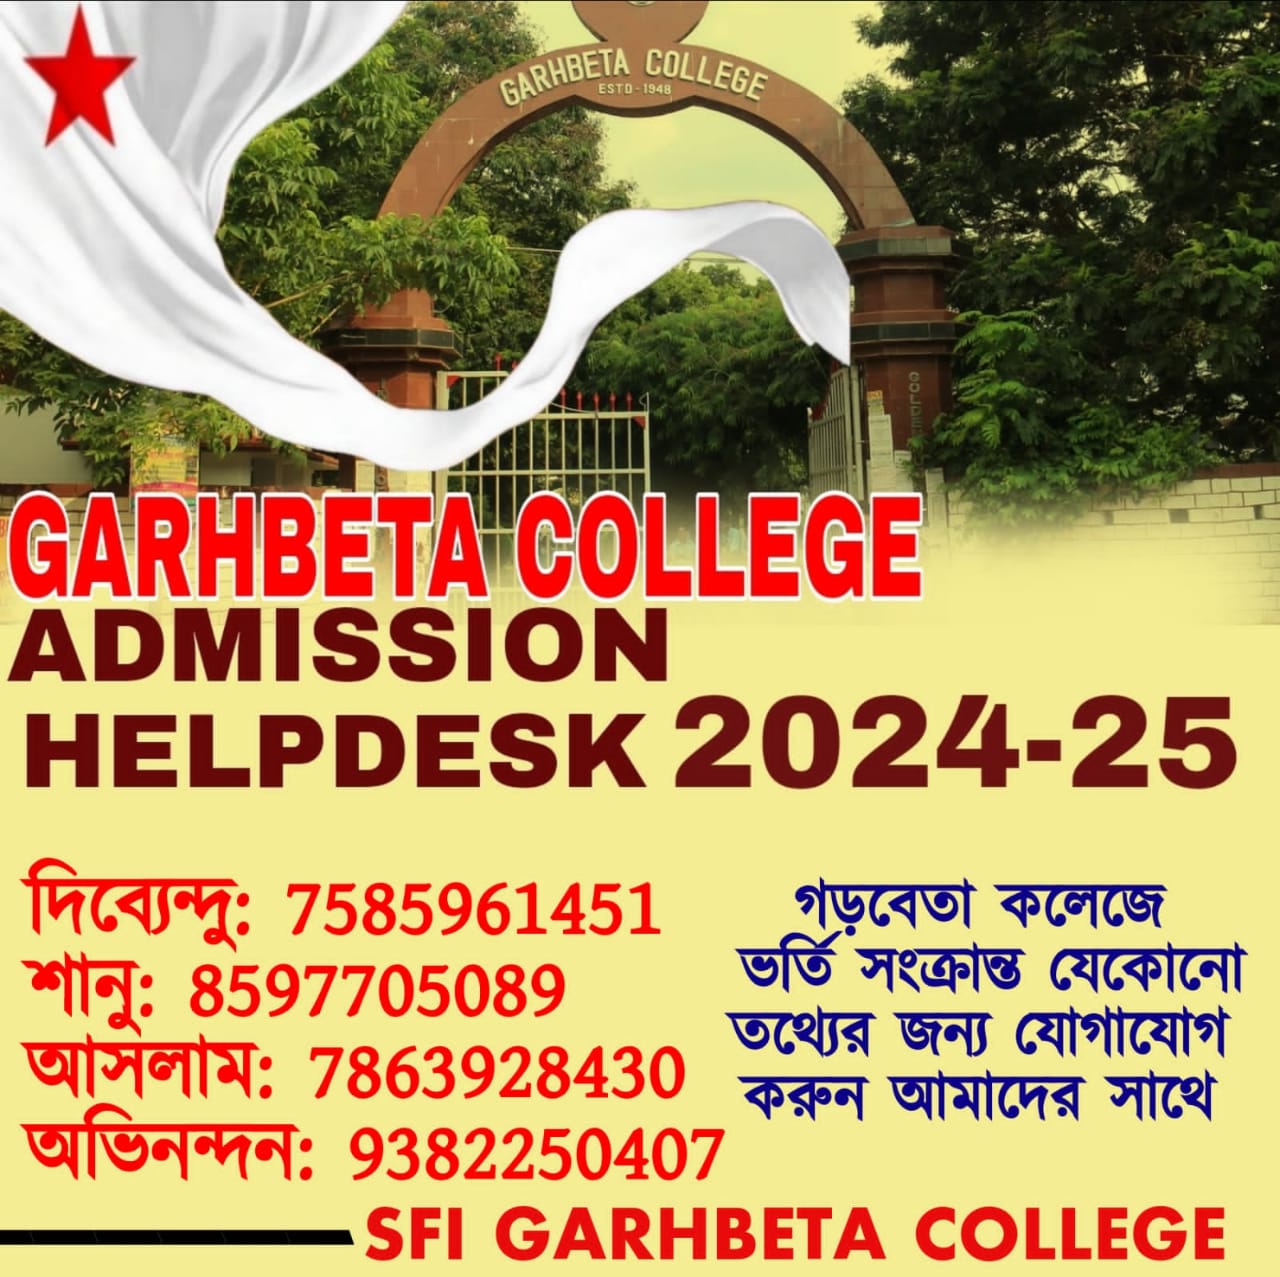 GARHBETA COLLEGE
ESTD-1948
GARHBETA COLLEGE
ADMISSION
HELPDESK 2024-25
দিব্যেন্দু: 7585961451
শানু: 8597705089
আসলাম: 7863928430
অভিনন্দন: 9382250407
গড়বেতা কলেজে
ভর্তি সংক্রান্ত যেকোনো
তথ্যের জন্য যোগাযোগ
করুন আমাদের সাথে
SFI GARHBETA COLLEGE